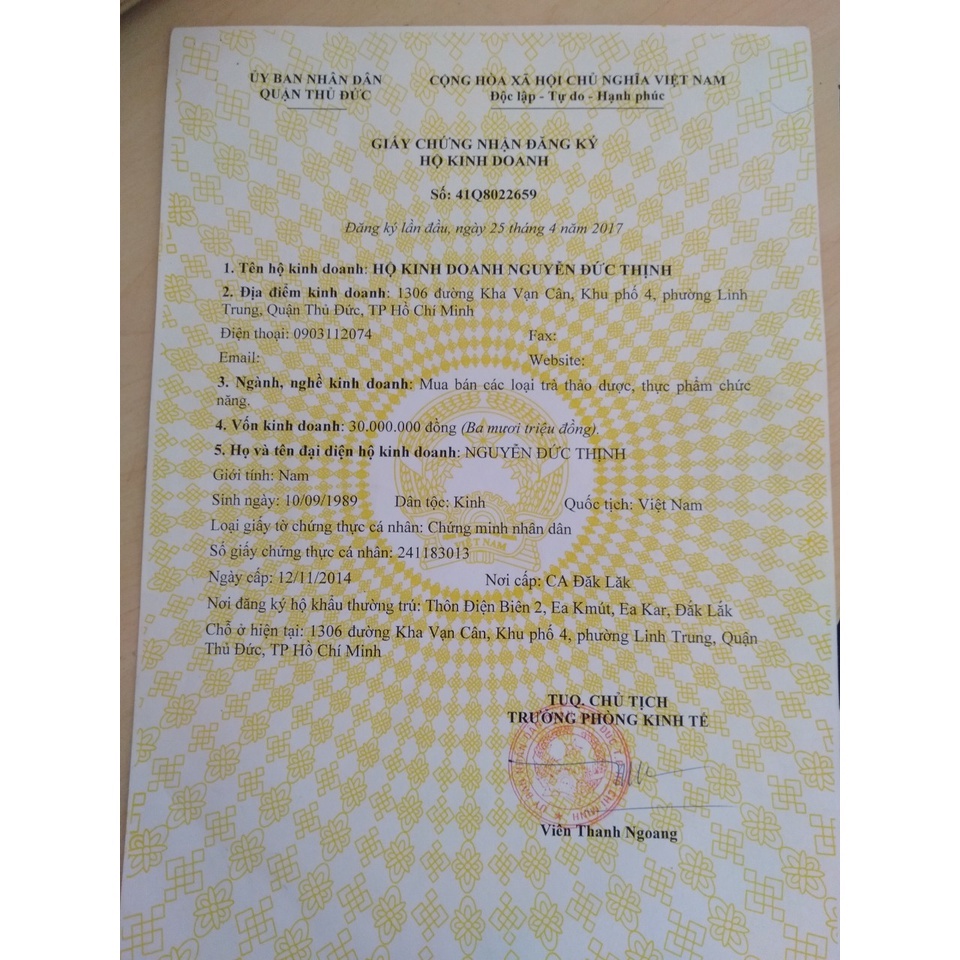 ỦY BAN NHÂN DÂN
QUẬN THỦ ĐỨC
CỘNG HÒA XÃ HỘI CHỦ NGHĨA VIỆT NAM
Độc lập - Tự do - Hạnh phúc
GIẤY CHỨNG NHẬN ĐĂNG KÝ
HỘ KINH DOANH
Số: 41Q8022659
Đăng ký lần đầu, ngày 25 tháng 4 năm 2017
1. Tên hộ kinh doanh: HỘ KINH DOANH NGUYỄN ĐỨC THỊNH
2. Địa điểm kinh doanh: 1306 đường Kha Vạn Cân, Khu phố 4, phường Linh
Trung, Quận Thủ Đức, TP Hồ Chí Minh
Điện thoại: 0903112074 Fax:
Email: Website:
3. Ngành, nghề kinh doanh: Mua bán các loại trà thảo dược, thực phẩm chức
năng.
4. Vốn kinh doanh: 30.000.000 đồng (Ba mươi triệu đồng).
5. Họ và tên đại diện hộ kinh doanh: NGUYỄN ĐỨC THỊNH
Giới tính: Nam
Sinh ngày: 10/09/1989 Dân tộc: Kinh Quốc tịch: Việt Nam
Loại giấy tờ chứng thực cá nhân: Chứng minh nhân dân
Số giấy chứng thực cá nhân: 241183013
VIỆT NAM
Ngày cấp: 12/11/2014 Nơi cấp: CA Đăk Lăk
Nơi đăng ký hộ khẩu thường trú: Thôn Điện Biên 2, Ea Kmút, Ea Kar, Đắk Lắk
Chỗ ở hiện tại: 1306 đường Kha Vạn Cân, Khu phố 4, phường Linh Trung, Quận
Thủ Đức, TP Hồ Chí Minh
TUQ. CHỦ TỊCH
TRƯỞNG PHÒNG KINH TẾ
Viên Thanh Ngoang